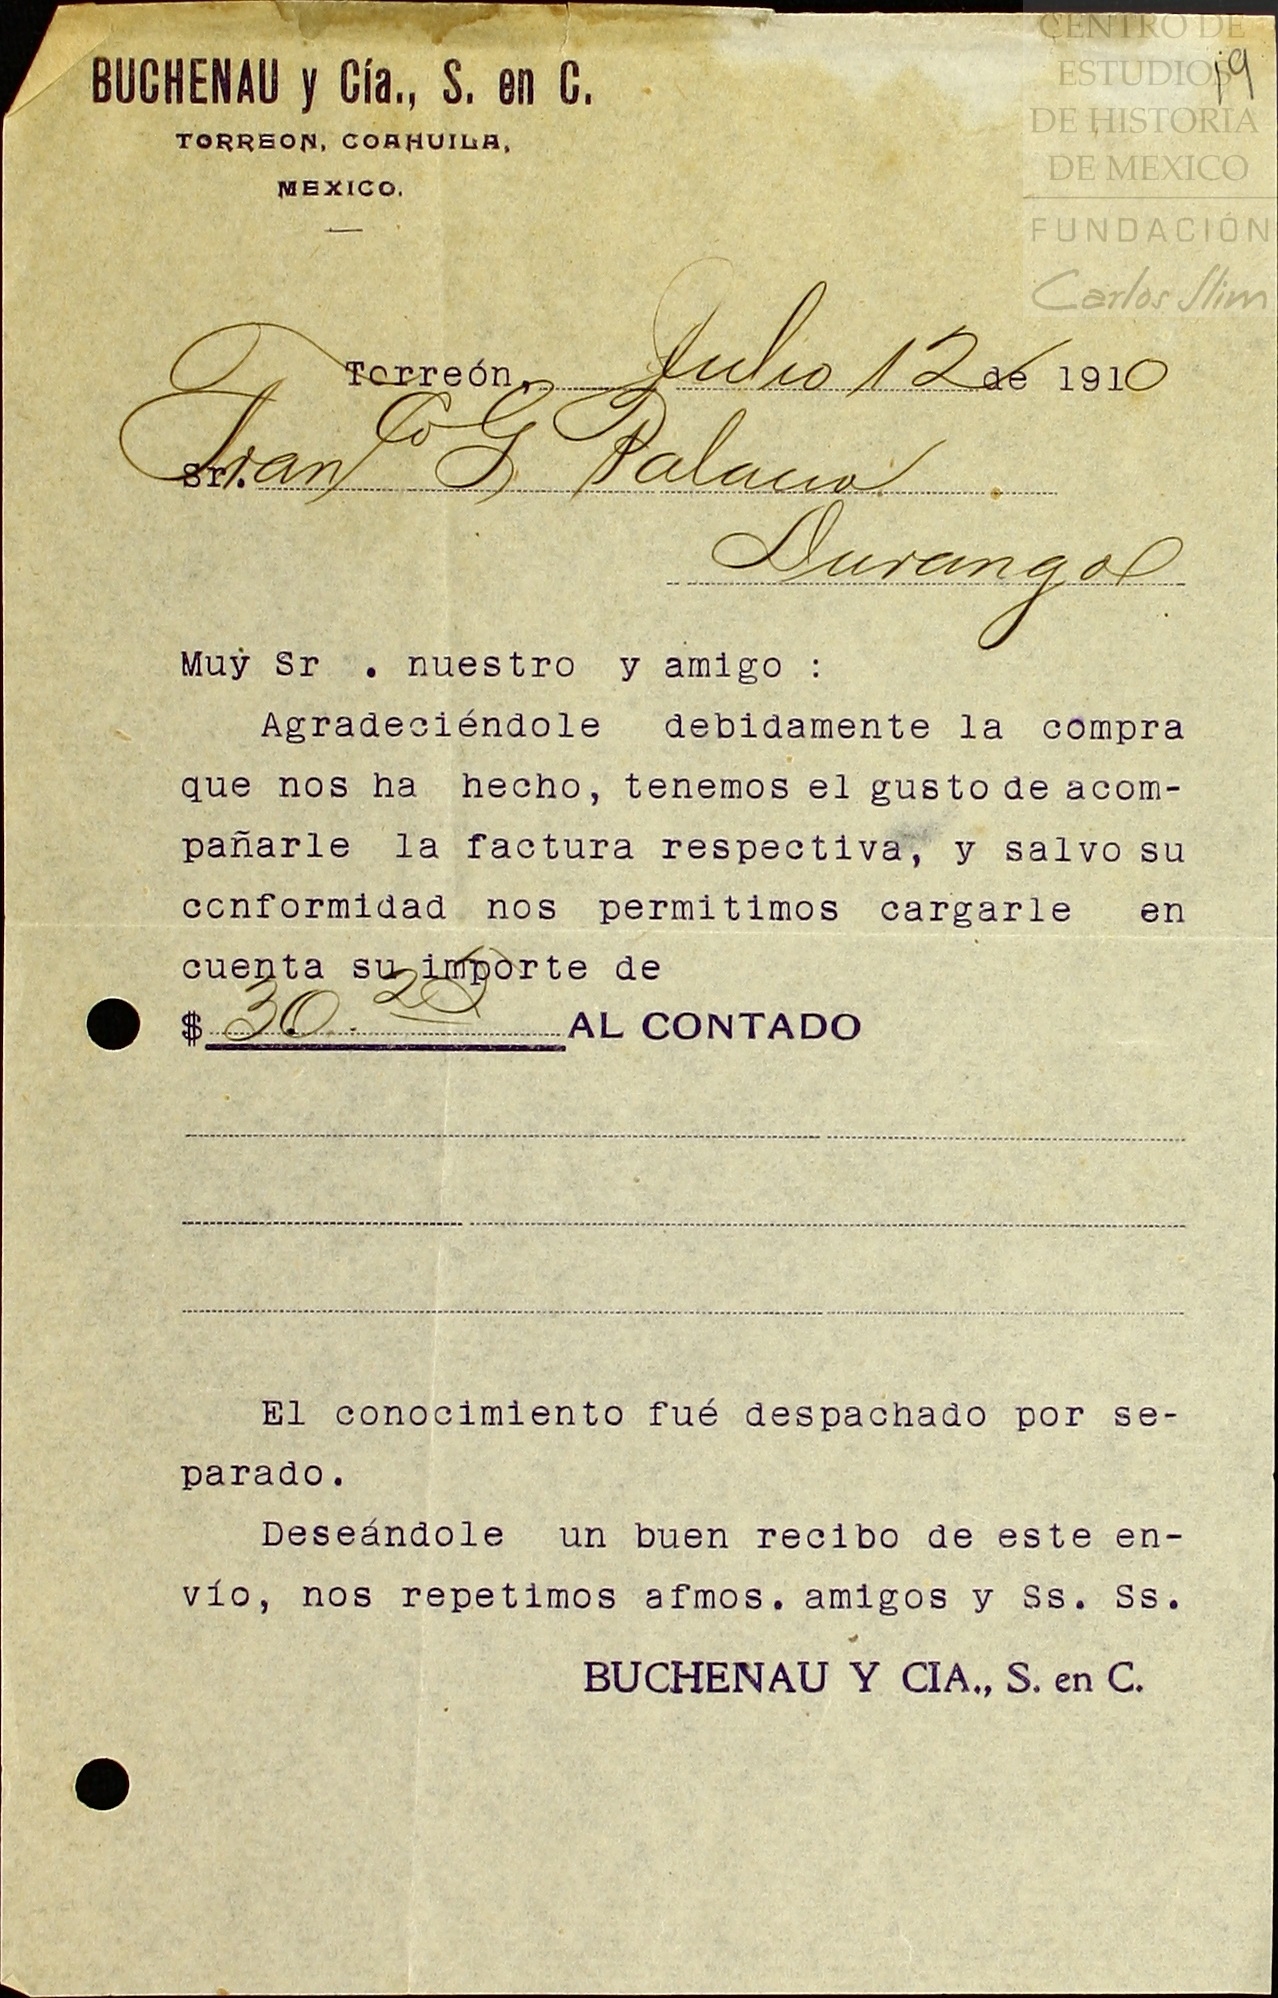 CENTRO DE
ESTUDIOS
DE HISTORIA
DE MEXICO
FUNDACIÓN
Carlos Slim
19
BUCHENAU y Cía., S. en C.
TORREON, COAHUILA,
MEXICO.
Torreón, Julio 12 de 1910
Sr. Franco G Palacio
Durango
Muy Sr . nuestro y amigo :
Agradeciéndole debidamente la compra
que nos ha hecho, tenemos el gusto de acom-
pañarle la factura respectiva, y salvo su
conformidad nos permitimos cargarle en
cuenta su importe de
$ 30.25 AL CONTADO
El conocimiento fué despachado por se-
parado.
Deseándole un buen recibo de este en-
vío, nos repetimos afmos. amigos y Ss. Ss.
BUCHENAU Y CIA., S. en C.